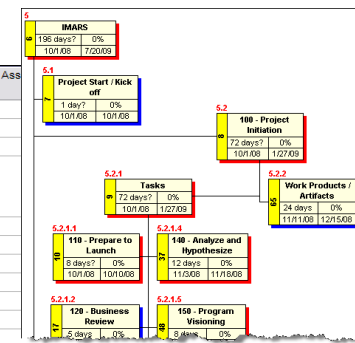 5
IMARS
6
196 days? 0%
10/1/08 7/20/09
Ass
5.1
Project Start / Kick
off
7
1 day? 0%
10/1/08 10/1/08
5.2
100 - Project
Initiation
8
72 days? 0%
10/1/08 1/27/09
5.2.1
Tasks
9
72 days? 0%
10/1/08 1/27/09
5.2.2
Work Products /
Artifacts
65
24 days 0%
11/11/08 12/15/08
5.2.1.1
110 - Prepare to
Launch
10
8 days? 0%
10/1/08 10/10/08
5.2.1.4
140 - Analyze and
Hypothesize
37
12 days 0%
11/3/08 11/18/08
5.2.1.2
120 - Business
Review
17
5 days 0%
5.2.1.5
150 - Program
Visioning
48
8 days 0%